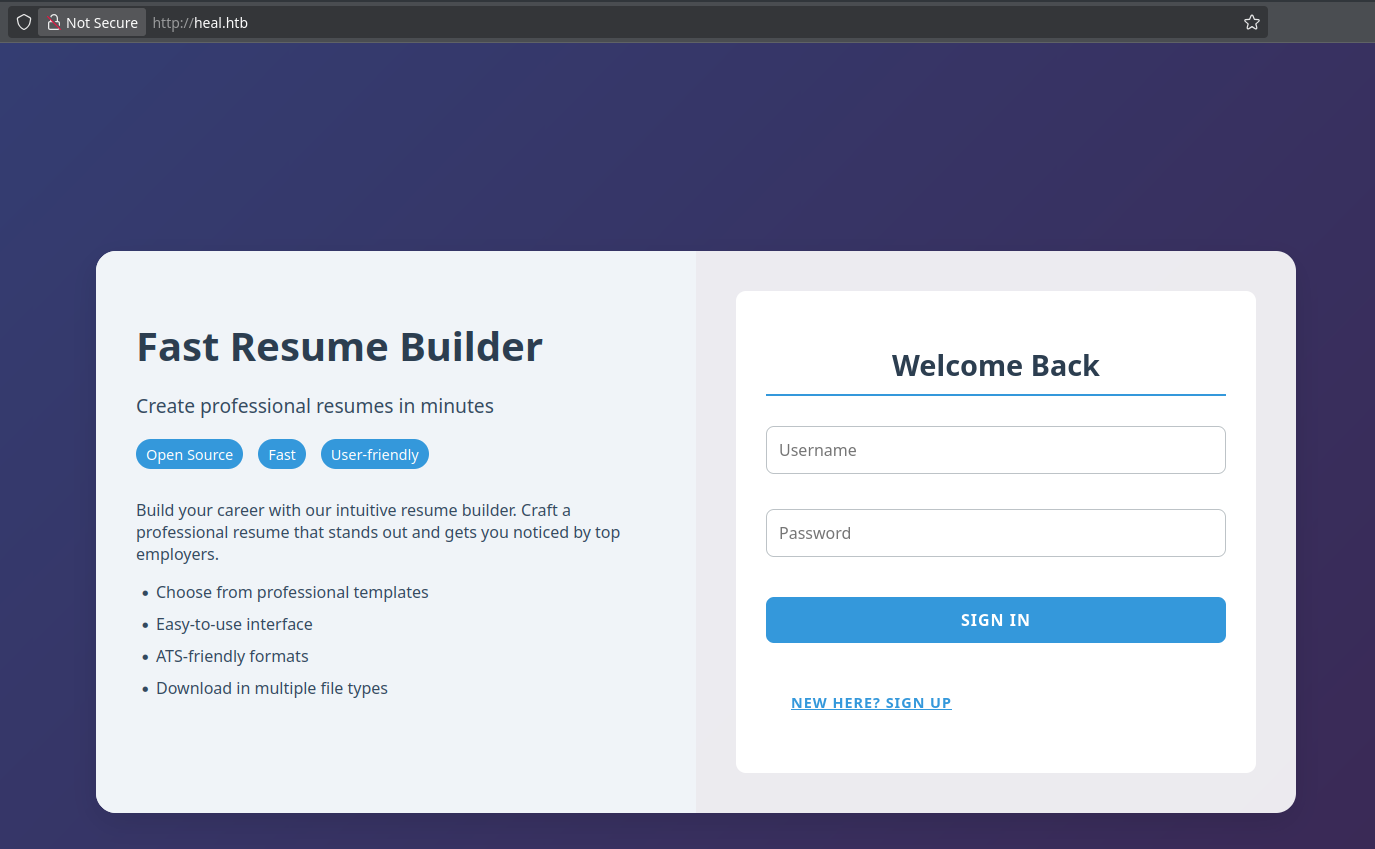 Not Secure http://heal.htb
Fast Resume Builder
Create professional resumes in minutes
Open Source Fast User-friendly
Build your career with our intuitive resume builder. Craft a
professional resume that stands out and gets you noticed by top
employers.
• Choose from professional templates
• Easy-to-use interface
• ATS-friendly formats
• Download in multiple file types
Welcome Back
Username
Password
SIGN IN
NEW HERE? SIGN UP